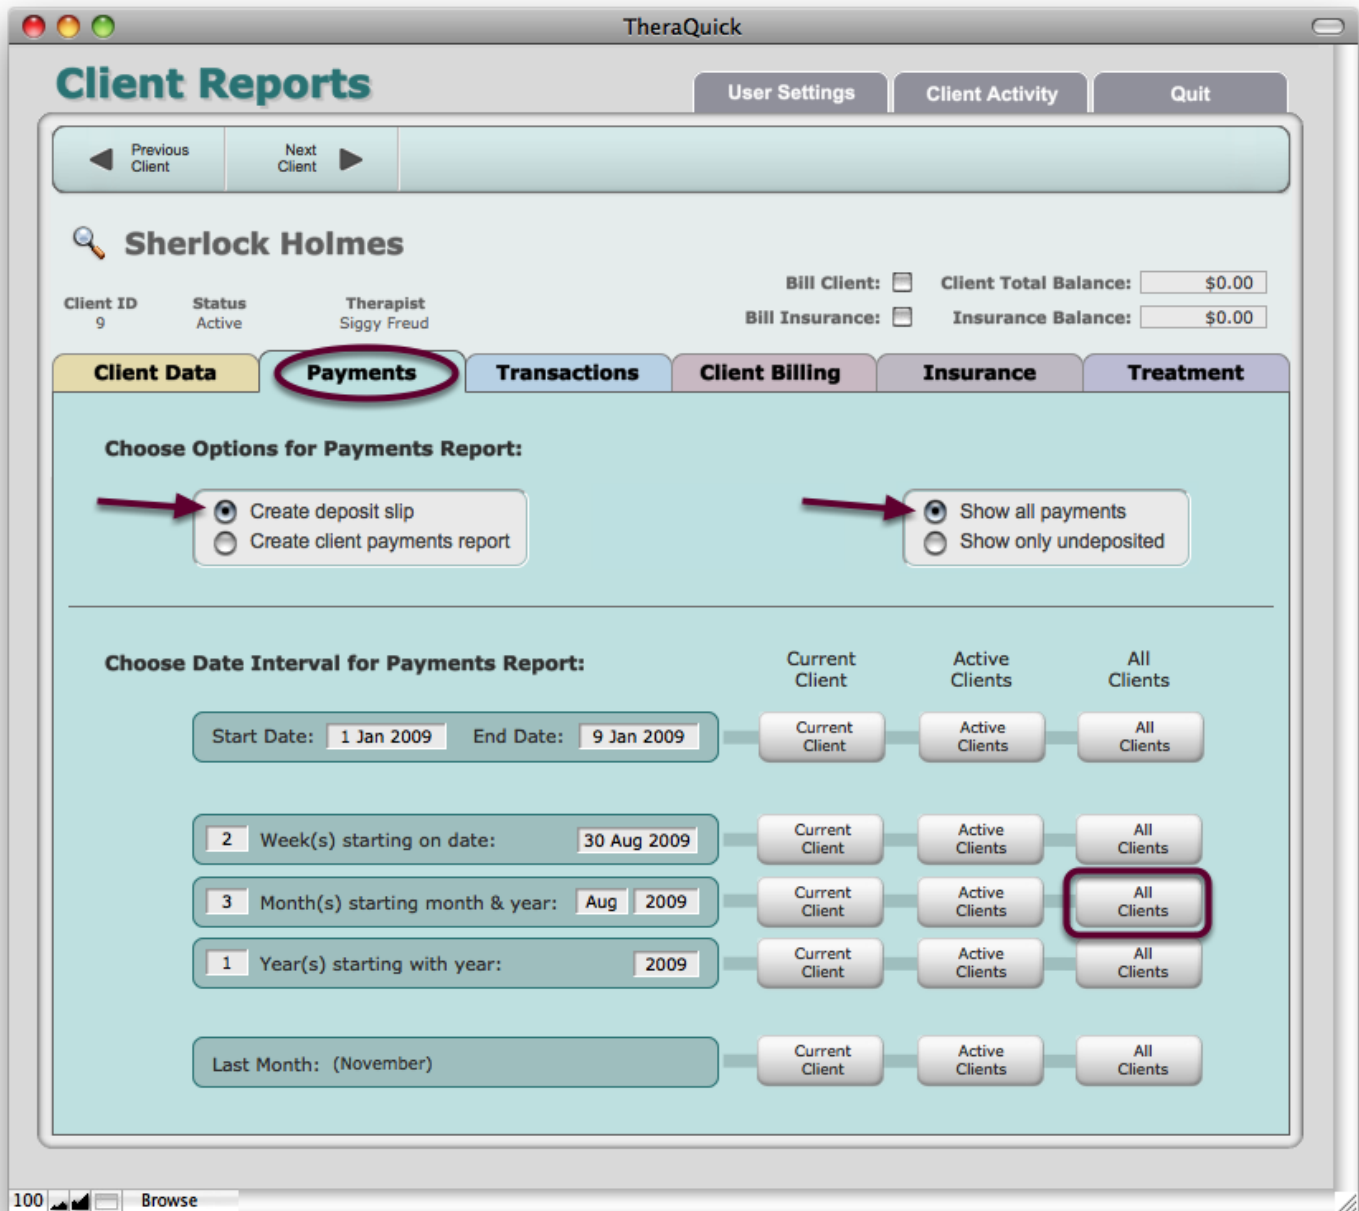 TheraQuick
Client Reports
User Settings
Client Activity
Quit
Previous
Client
Next
Client
Sherlock Holmes
Client ID
9
Status
Active
Therapist
Siggy Freud
Bill Client:
Client Total Balance: $0.00
Bill Insurance:
Insurance Balance: $0.00
Client Data
Payments
Transactions
Client Billing
Insurance
Treatment
Choose Options for Payments Report:
Create deposit slip
Create client payments report
Show all payments
Show only undeposited
Choose Date Interval for Payments Report:
Current
Client
Active
Clients
All
Clients
Start Date: 1 Jan 2009 End Date: 9 Jan 2009
Current
Client
Active
Clients
All
Clients
2 Week(s) starting on date: 30 Aug 2009
Current
Client
Active
Clients
All
Clients
3 Month(s) starting month & year: Aug 2009
Current
Client
Active
Clients
All
Clients
1 Year(s) starting with year: 2009
Current
Client
Active
Clients
All
Clients
Last Month: (November)
Current
Client
Active
Clients
All
Clients
100 Browse